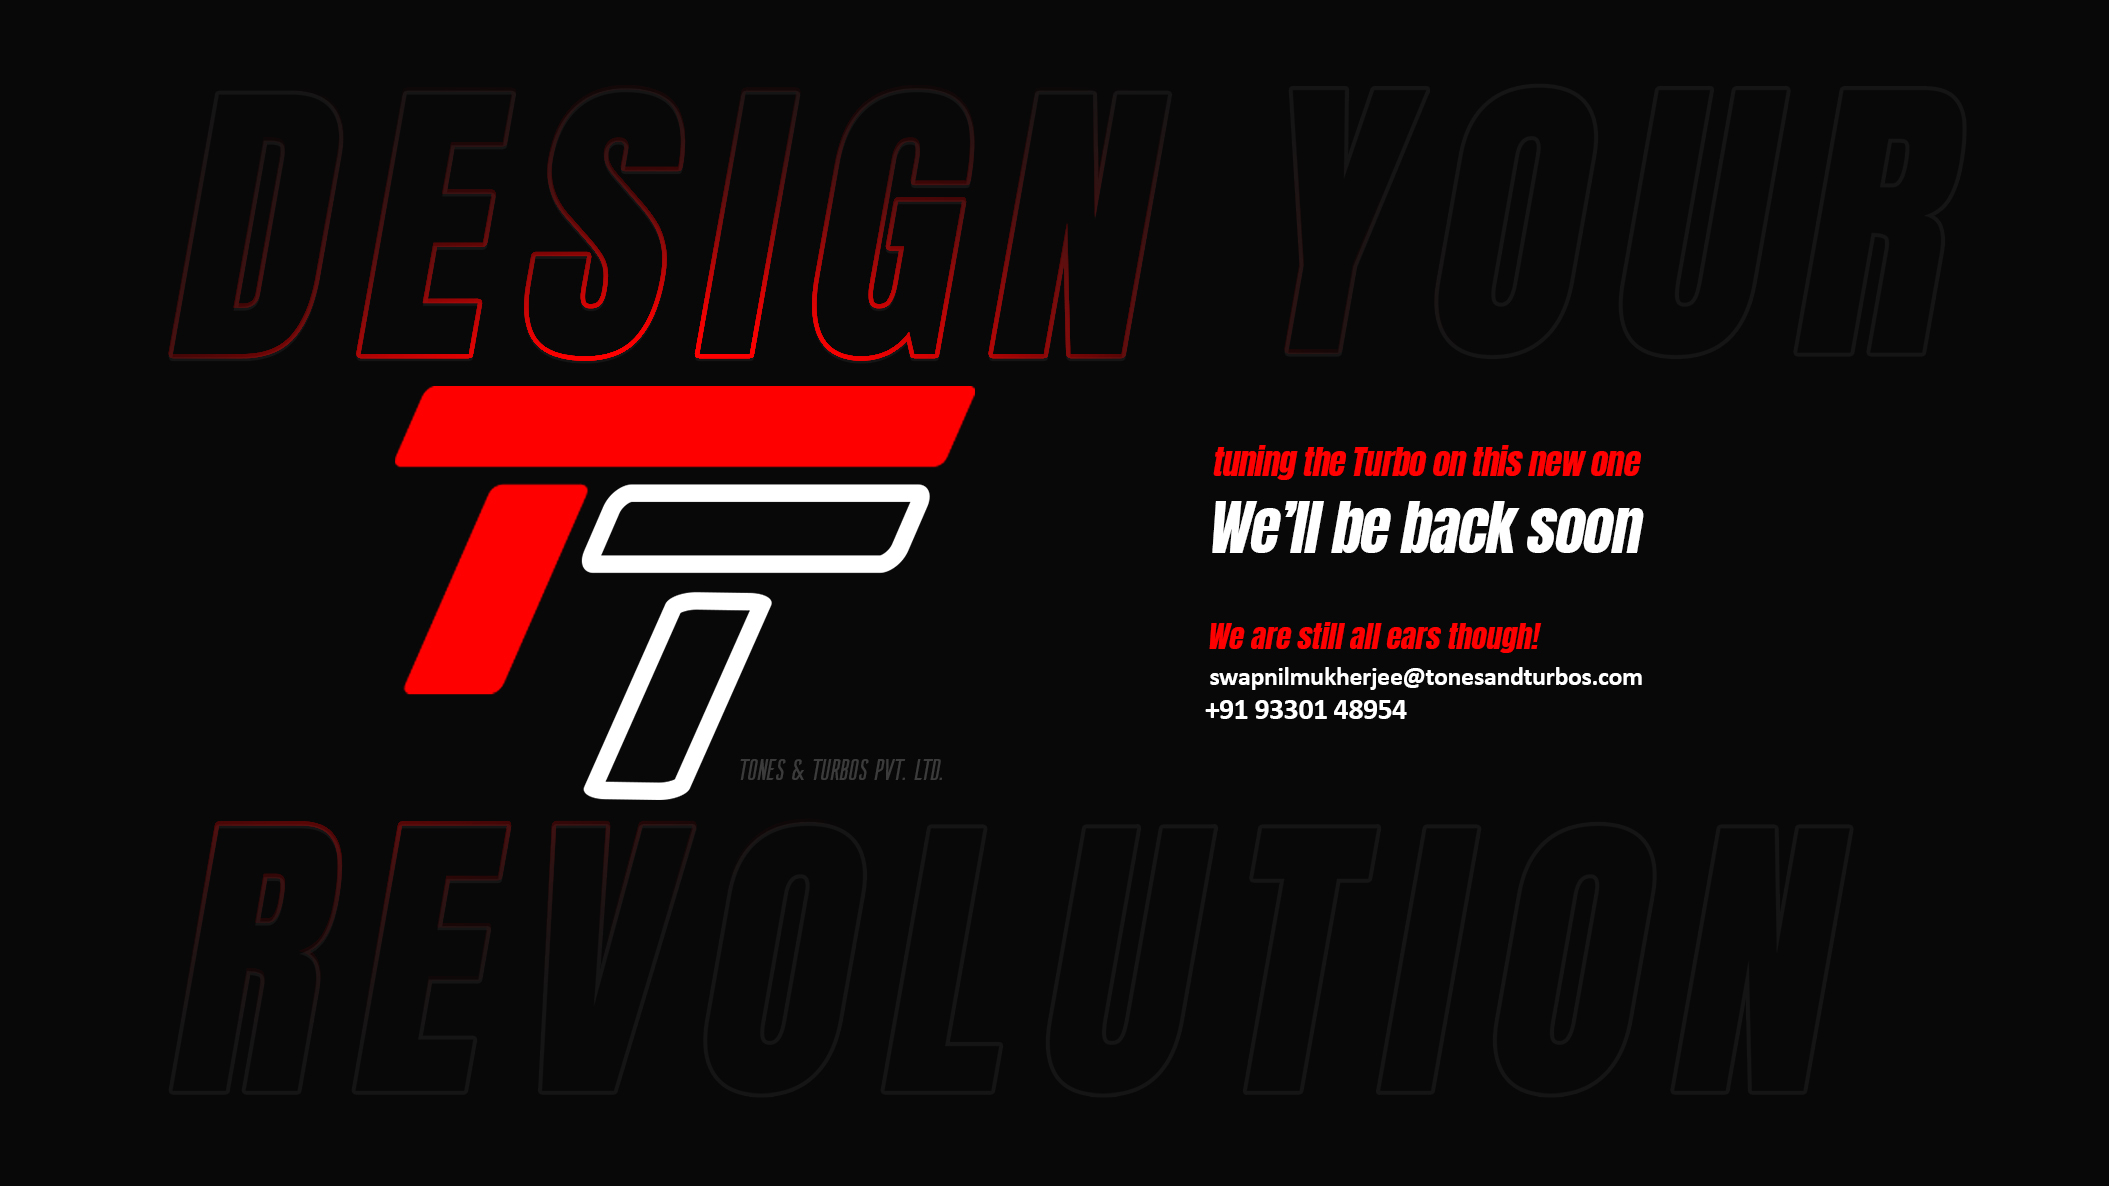 DESIGN YOUR
tuning the Turbo on this new one
We'll be back soon
We are still all ears though!
swapnilmukherjee@tonesandturbos.com
+91 93301 48954
TONES & TURBOS PVT. LTD.
REVOLUTION